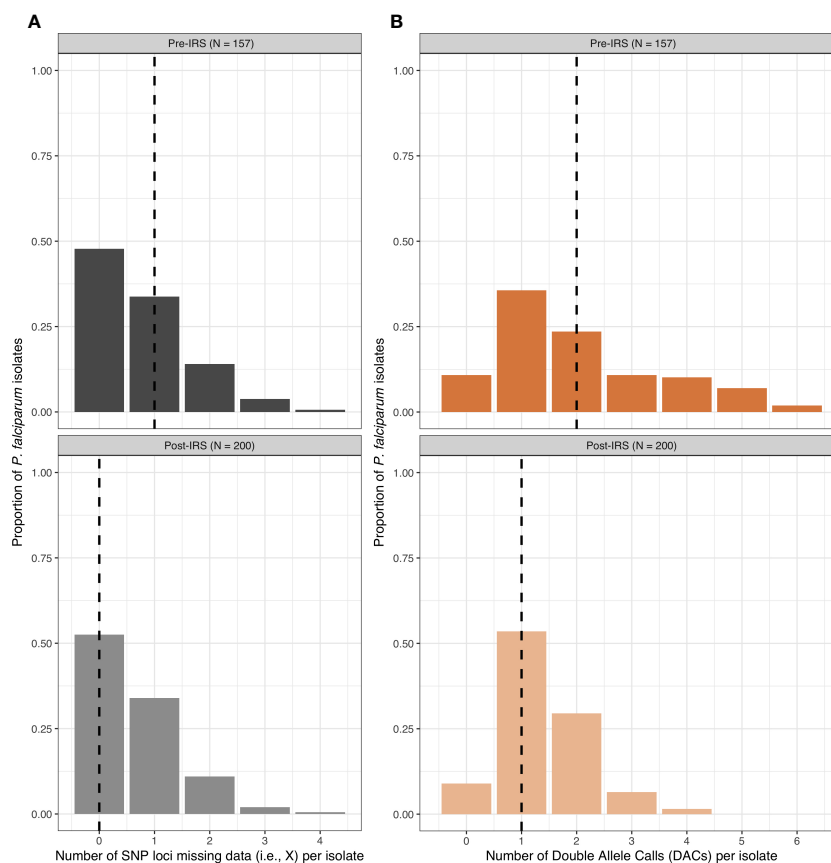 A
Pre-IRS (N = 157)
1.00
0.75
0.50
0.25
0.00
Post-IRS (N = 200)
1.00
0.75
0.50
0.25
0.00
0 1 2 3 4
Number of SNP loci missing data (i.e., X) per isolate
Proportion of P. falciparum isolates
B
Pre-IRS (N = 157)
1.00
0.75
0.50
0.25
0.00
Post-IRS (N = 200)
1.00
0.75
0.50
0.25
0.00
0 1 2 3 4 5 6
Number of Double Allele Calls (DACs) per isolate
Proportion of P. falciparum isolates